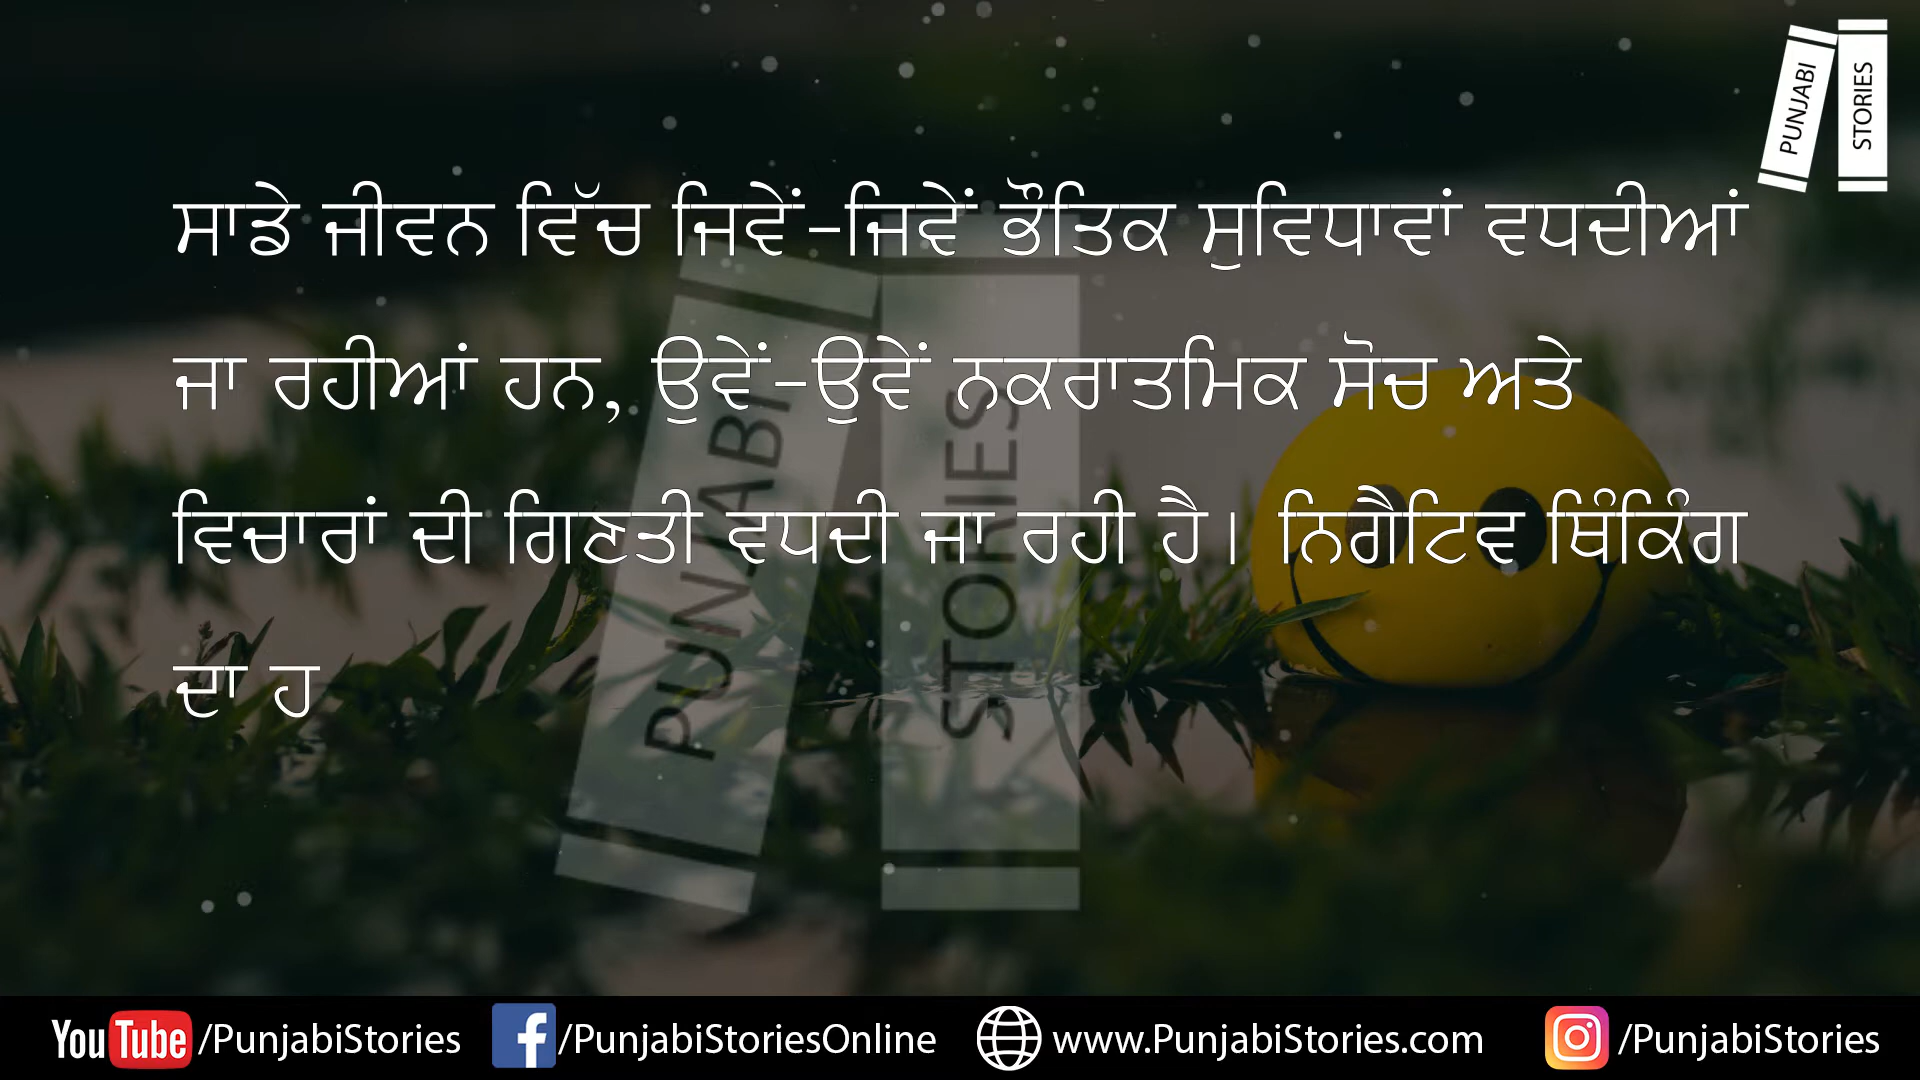 PUNJABI
STORIES
ਸਾਡੇ ਜੀਵਨ ਵਿੱਚ ਜਿਵੇਂ-ਜਿਵੇਂ ਭੌਤਿਕ ਸੁਵਿਧਾਵਾਂ ਵਧਦੀਆਂ
ਜਾ ਰਹੀਆਂ ਹਨ, ਉਵੇਂ-ਉਵੇਂ ਨਕਰਾਤਮਿਕ ਸੋਚ ਅਤੇ
ਵਿਚਾਰਾਂ ਦੀ ਗਿਣਤੀ ਵਧਦੀ ਜਾ ਰਹੀ ਹੈ। ਨਿਗੈਟਿਵ ਥਿੰਕਿੰਗ
ਦਾ ਹ
PUNJABI
STORIES
YouTube /PunjabiStories f /PunjabiStoriesOnline www.PunjabiStories.com /PunjabiStories